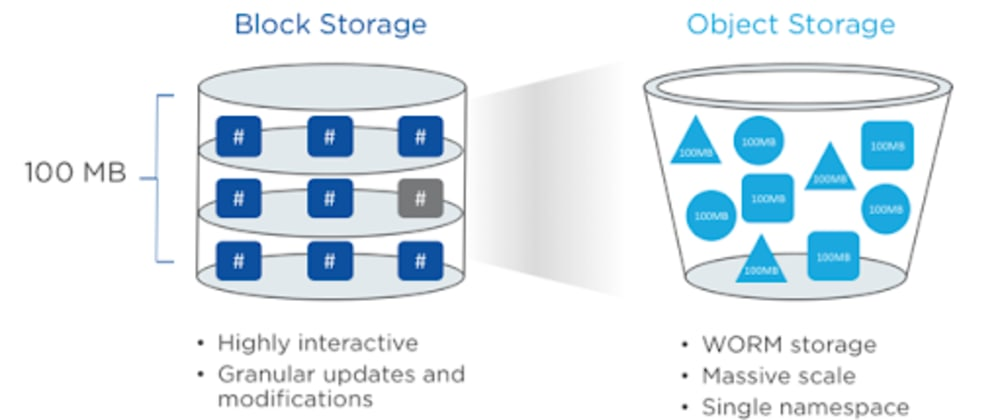 Block Storage
Object Storage
100 MB
# # #
# # #
# # #
100MB 100MB 100MB 100MB
100MB 100MB 100MB
100MB 100MB
• Highly interactive
• Granular updates and
modifications
• WORM storage
• Massive scale
• Single namespace